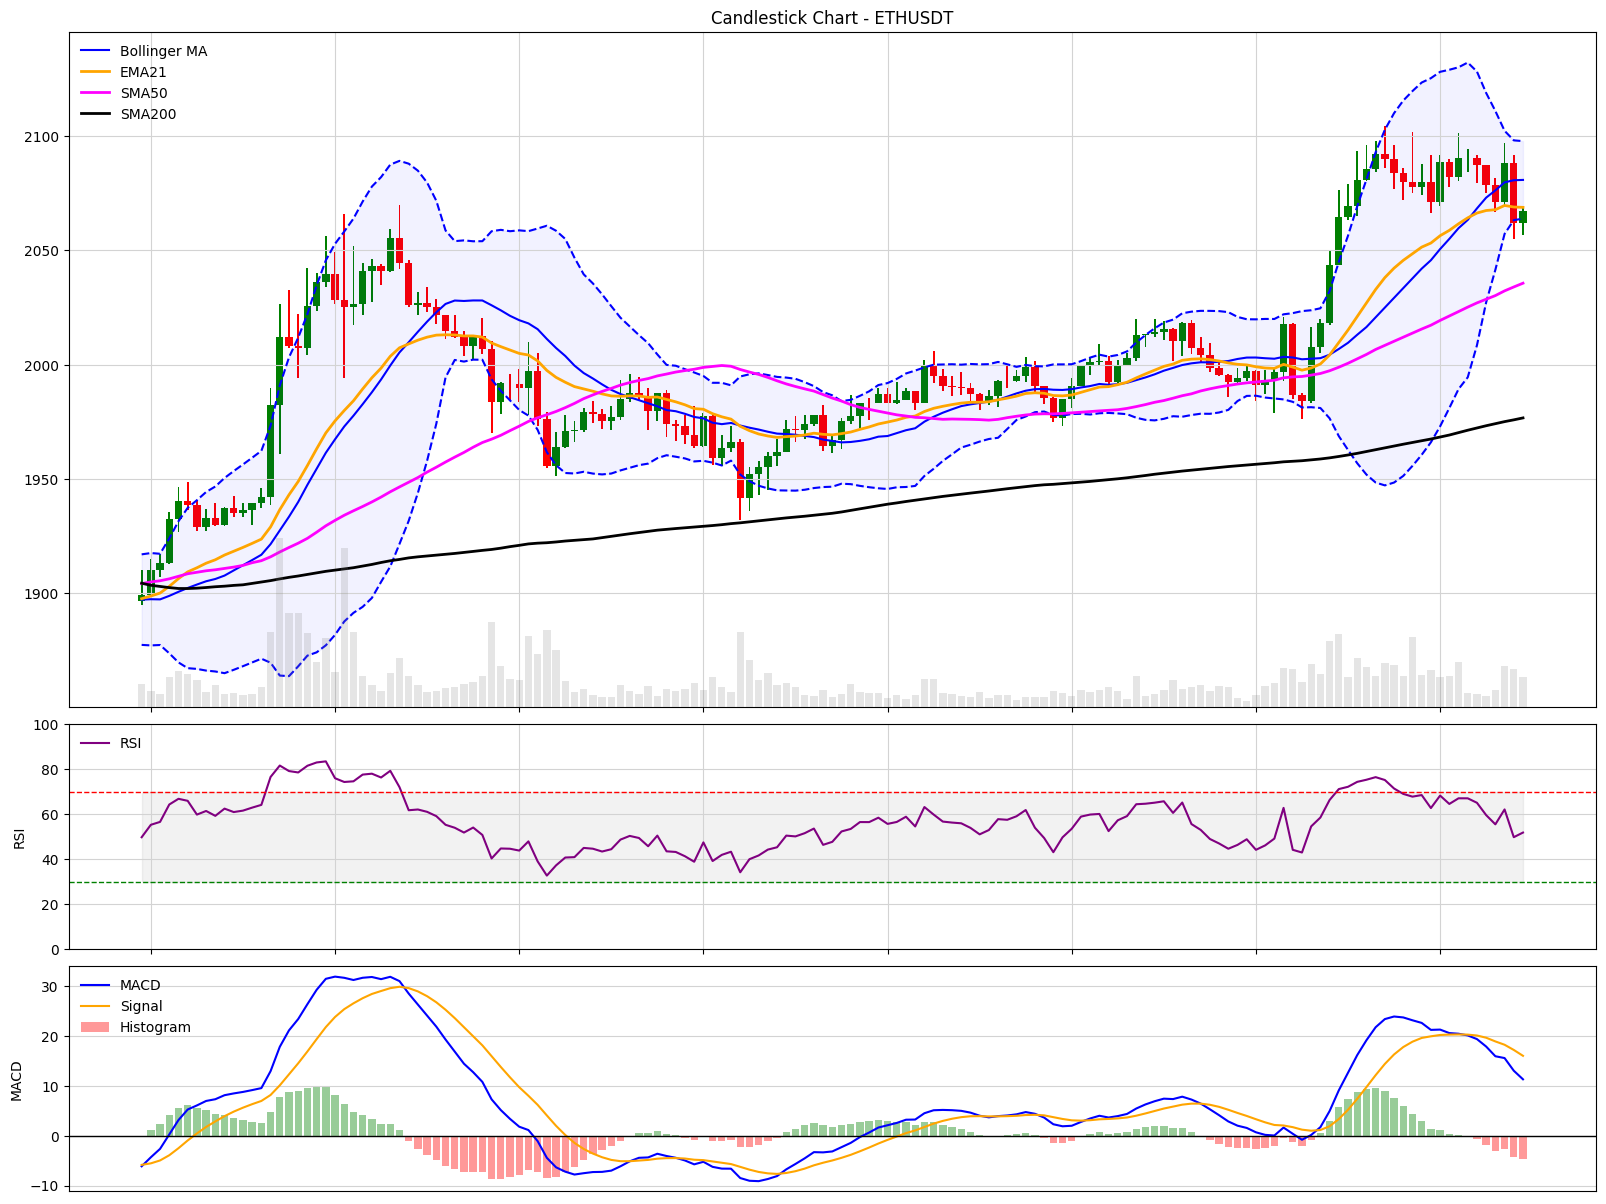 Candlestick Chart - ETHUSDT
Bollinger MA
EMA21
SMA50
SMA200
2100
2050
2000
1950
1900
100
80
60
40
20
0
RSI
RSI
30
20
10
0
−10
MACD
MACD
Signal
Histogram